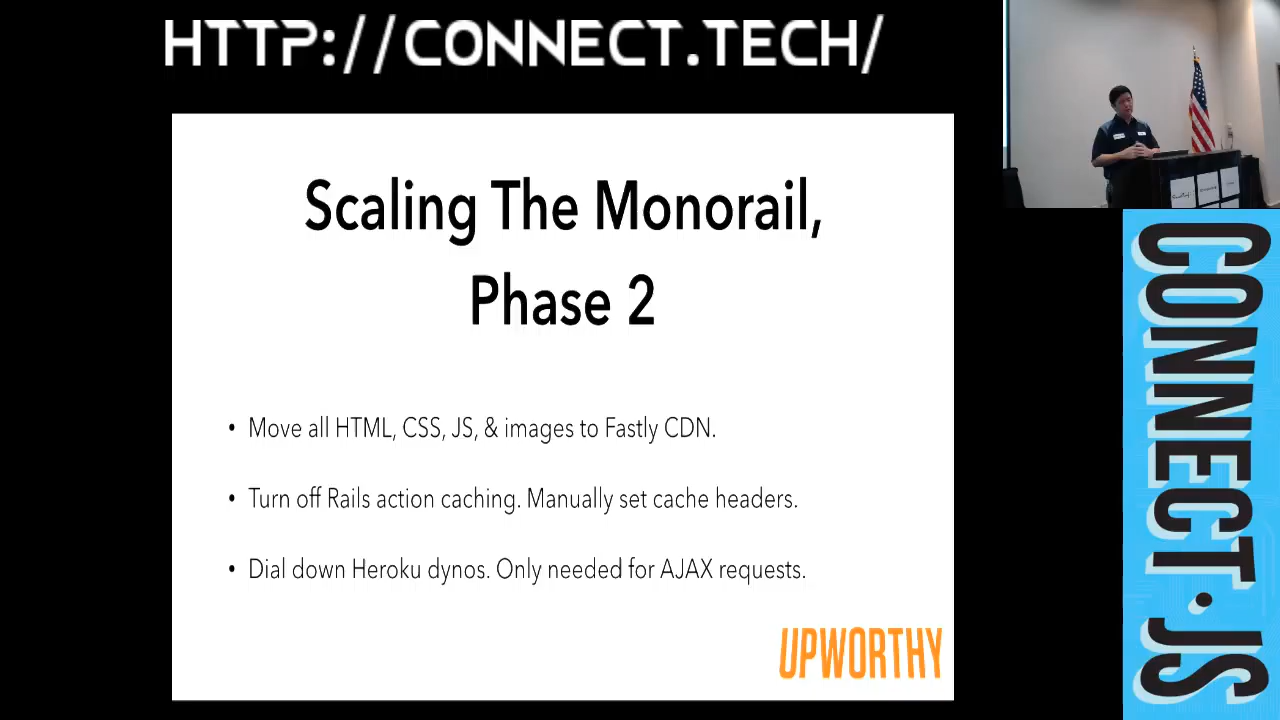 HTTP://CONNECT.TECH/
Scaling The Monorail,
Phase 2
• Move all HTML, CSS, JS, & images to Fastly CDN.
• Turn off Rails action caching. Manually set cache headers.
• Dial down Heroku dynos. Only needed for AJAX requests.
UPWORTHY
CONNECT.JS